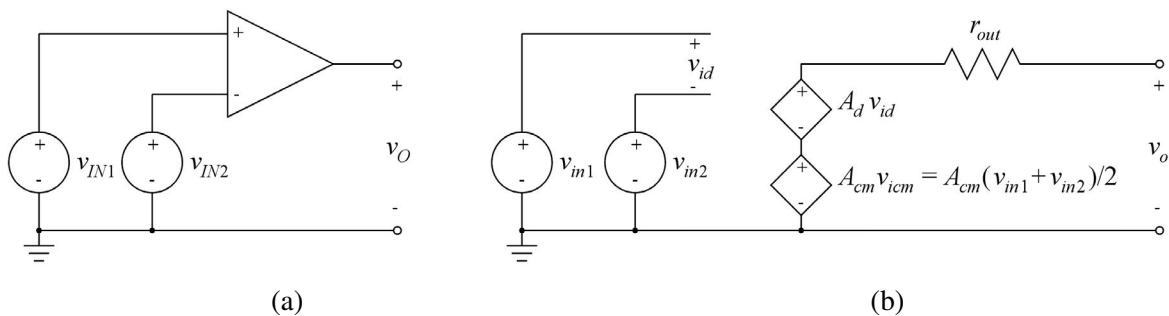 +
-
+
-
v_IN1
+
-
v_IN2
+
v_O
-
(a)
+
-
v_in1
+
-
v_in2
+
v_id
-
+
-
A_d v_id
+
-
A_cm v_icm = A_cm(v_in1+v_in2)/2
r_out
+
v_o
-
(b)